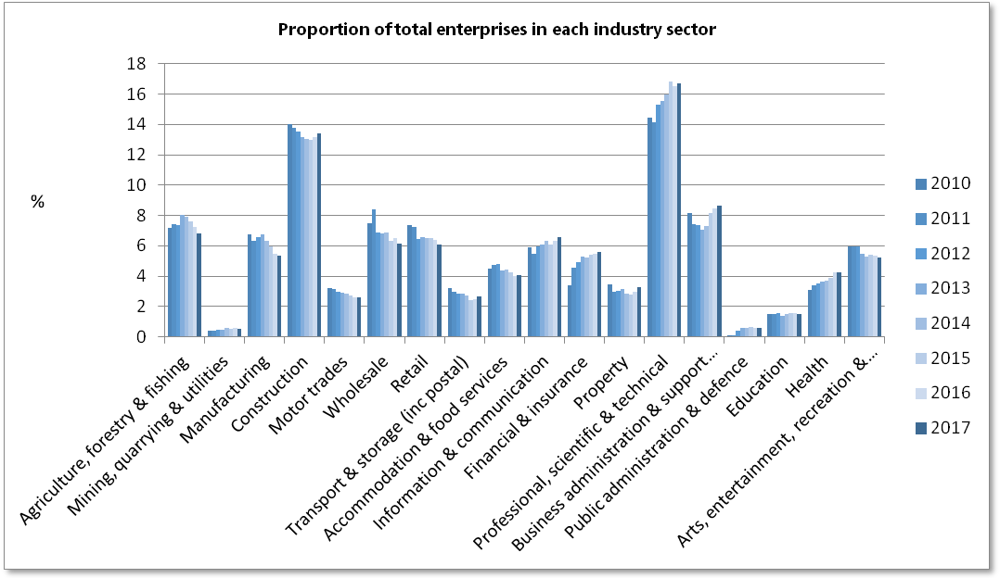 Proportion of total enterprises in each industry sector
%
18
16
14
12
10
8
6
4
2
0
Agriculture, forestry & fishing
Mining, quarrying & utilities
Manufacturing
Construction
Motor trades
Wholesale
Retail
Transport & storage (inc postal)
Accommodation & food services
Information & communication
Financial & insurance
Property
Professional, scientific & technical
Business administration & support...
Public administration & defence
Education
Health
Arts, entertainment, recreation &...
2010
2011
2012
2013
2014
2015
2016
2017